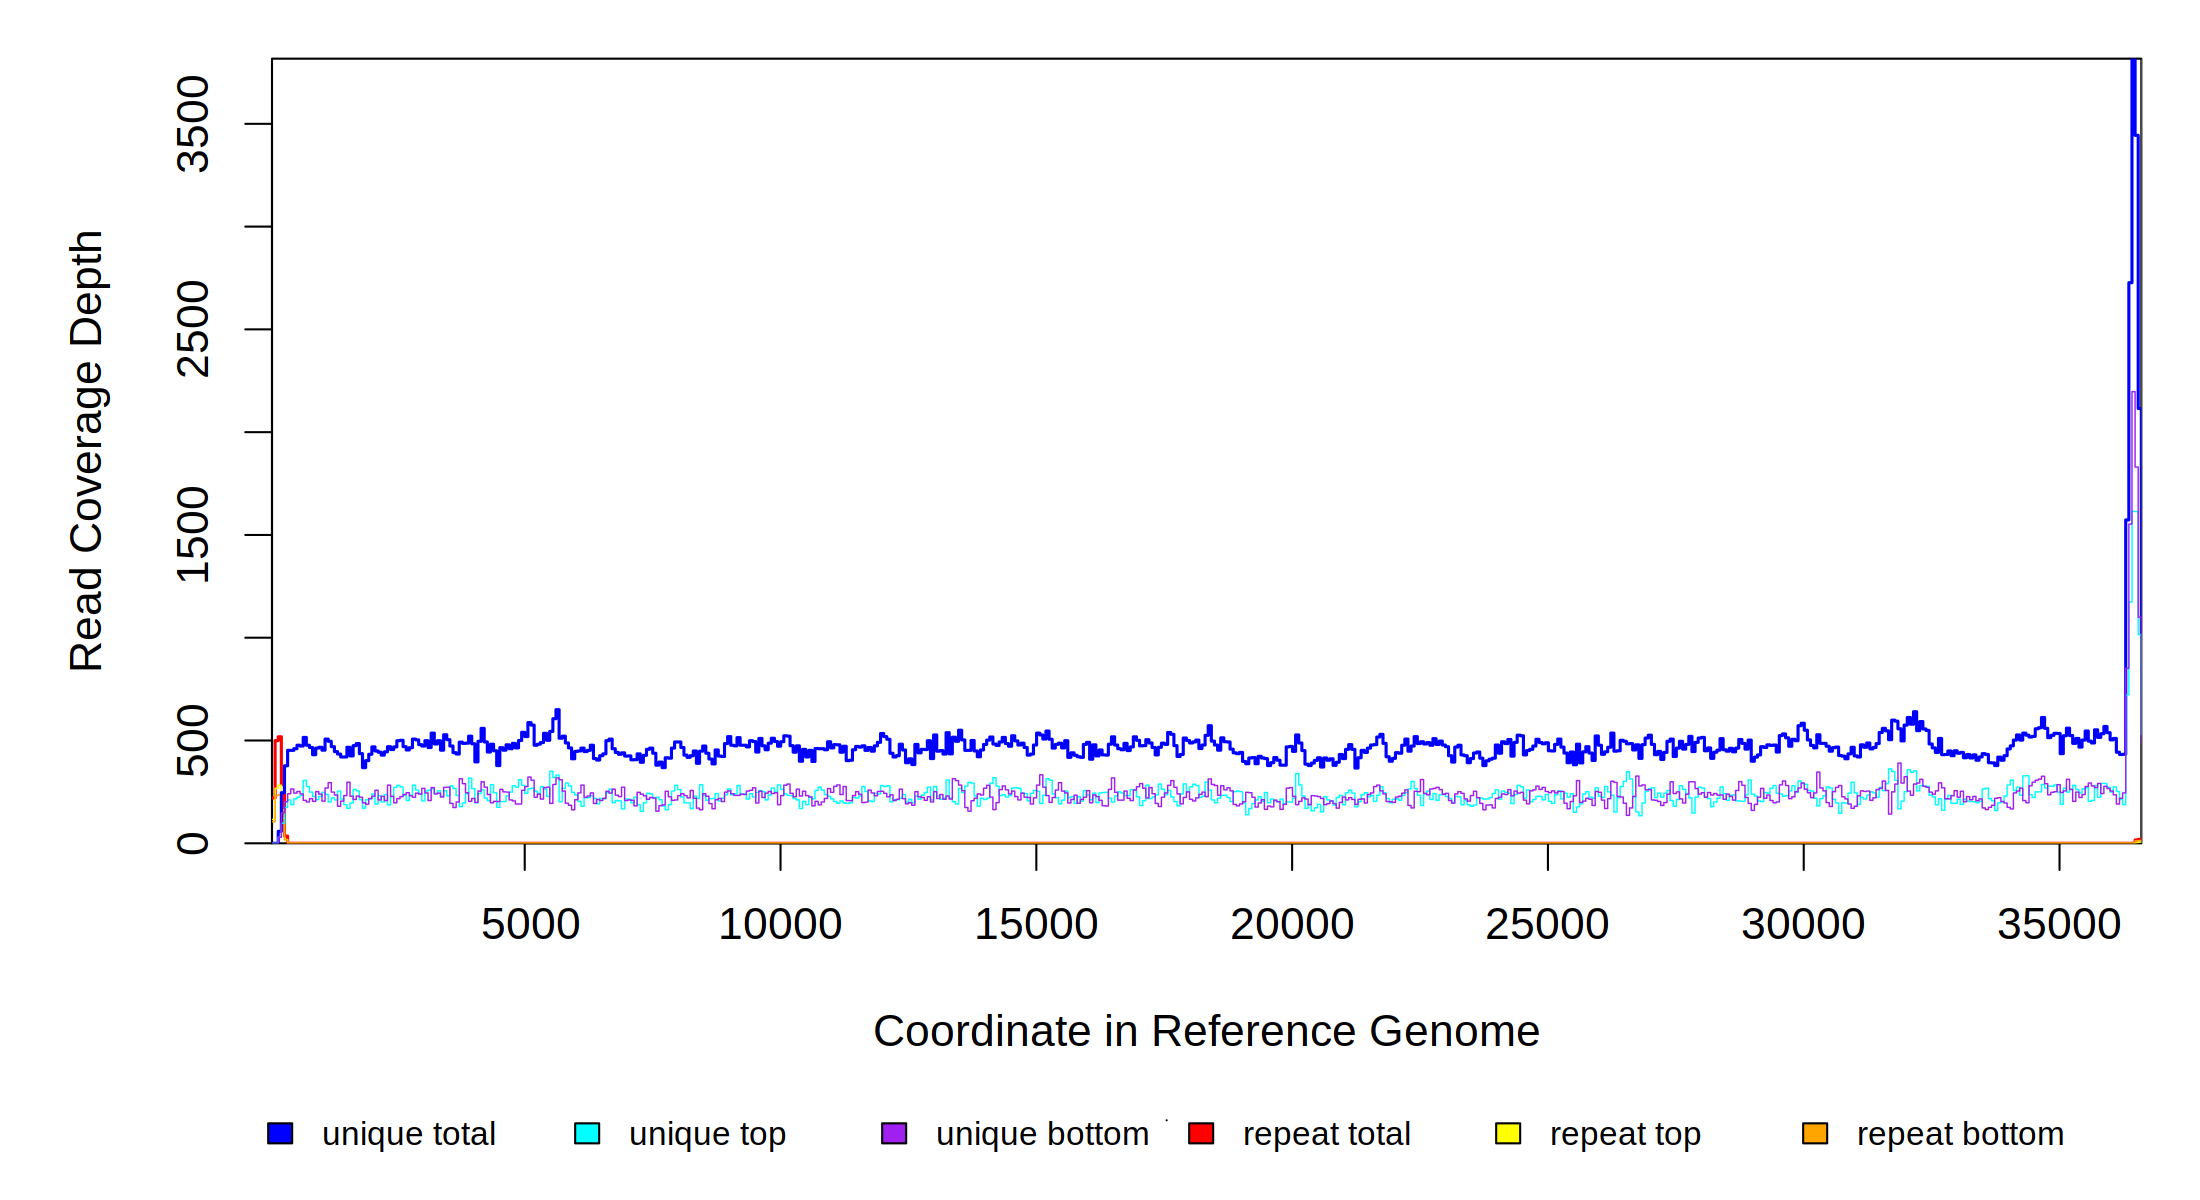 3500
2500
1500
500
0
Read Coverage Depth
5000 10000 15000 20000 25000 30000 35000
Coordinate in Reference Genome
unique total unique top unique bottom repeat total repeat top repeat bottom